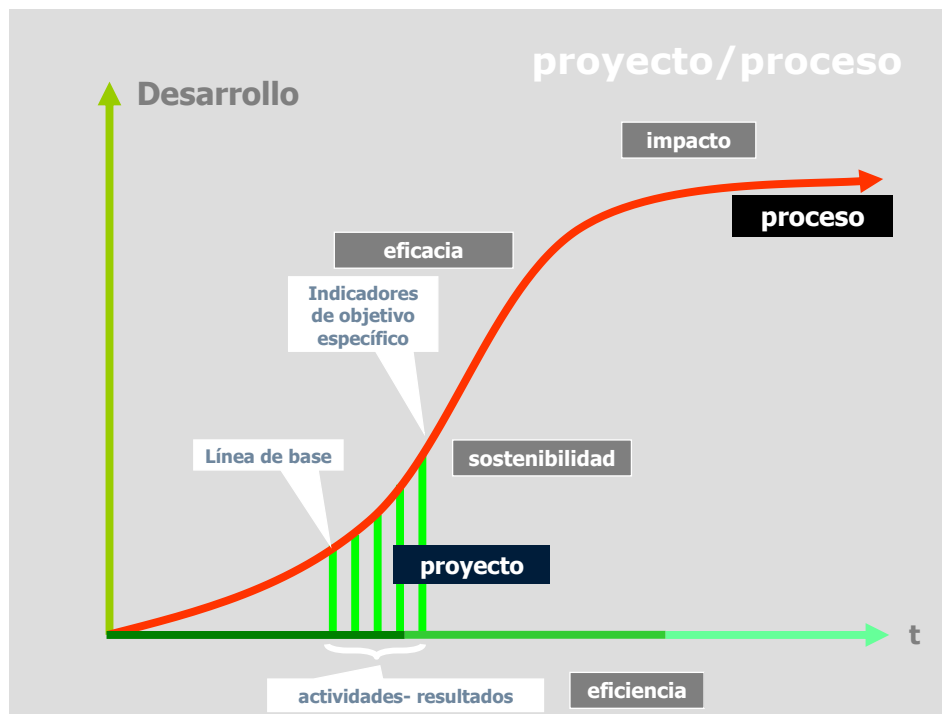 proyecto/proceso
Desarrollo
impacto
proceso
eficacia
Indicadores
de objetivo
específico
Línea de base
sostenibilidad
proyecto
t
actividades- resultados
eficiencia